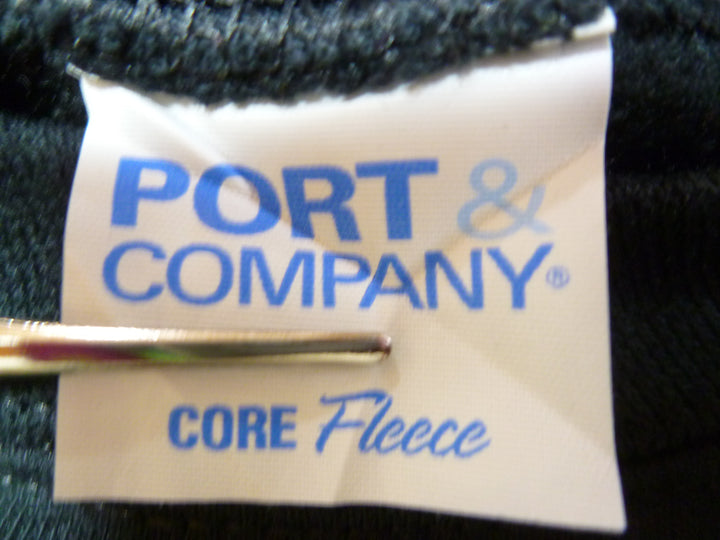 PORT &
COMPANY®
CORE Fleece